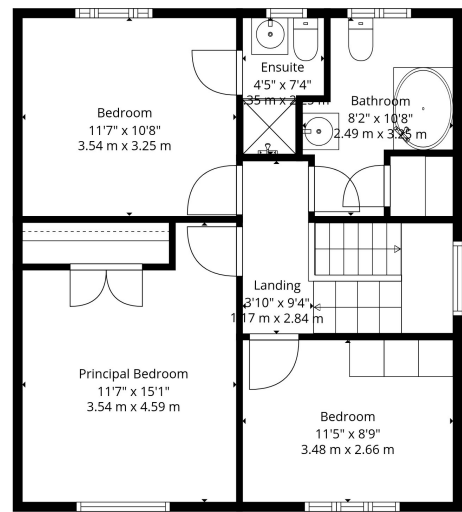 Ensuite
4'5" x 7'4"
Bedroom
11'7" x 10'8"
3.54 m x 3.25 m
Bathroom
8'2" x 10'8"
2.49 m x 3.25 m
Landing
3'10" x 9'4"
1.17 m x 2.84 m
Principal Bedroom
11'7" x 15'1"
3.54 m x 4.59 m
Bedroom
11'5" x 8'9"
3.48 m x 2.66 m